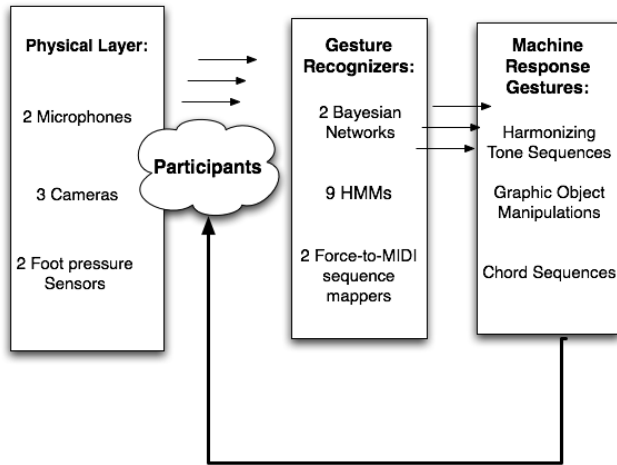 Physical Layer:
2 Microphones
3 Cameras
2 Foot pressure
Sensors
Participants
Gesture
Recognizers:
2 Bayesian
Networks
9 HMMs
2 Force-to-MIDI
sequence
mappers
Machine
Response
Gestures:
Harmonizing
Tone Sequences
Graphic Object
Manipulations
Chord Sequences